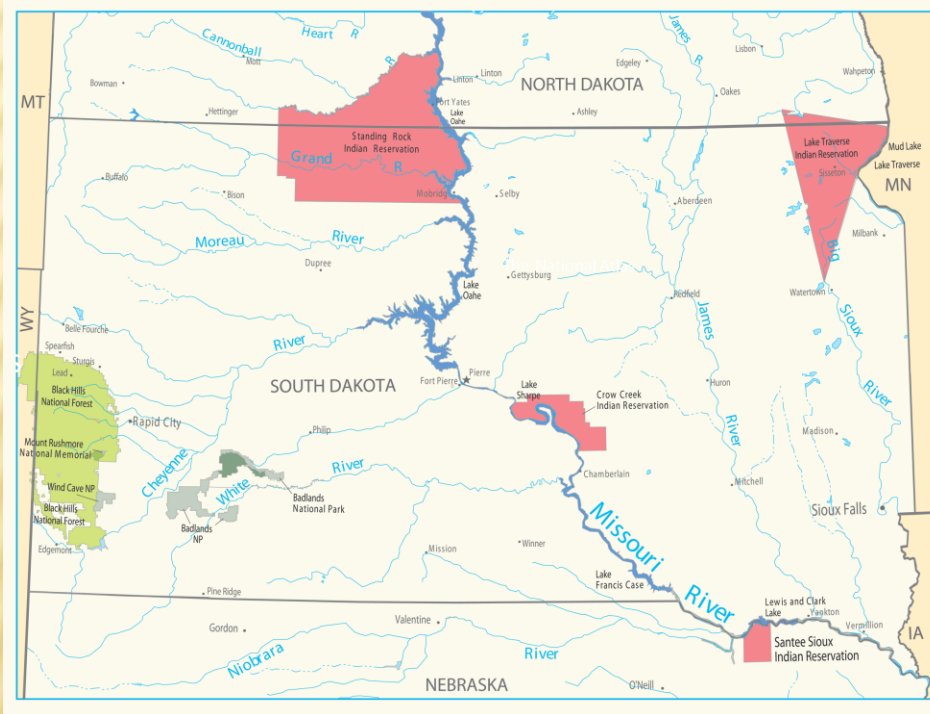 Heart R
Cannonball
R
Mott
James
R
Lisbon
Edgeley
Linton
Linton
Wahpeton
Bowman
NORTH DAKOTA
Oakes
MT
Hettinger
Fort Yates
Lake
Oahe
Ashley
Standing Rock
Indian Reservation
Lake Traverse
Indian Reservation
Mud Lake
Lake Traverse
Grand
R
Sisseton
MN
Buffalo
Bison
Mobridge
Selby
Aberdeen
Moreau
River
Big
Milbank
Dupree
Gettysburg
Lake
Oahe
Watertown
Redfield
WY
Belle Fourche
James
Sioux
River
Spearfish
Sturgis
Lead
Pierre
Fort Pierre
SOUTH DAKOTA
Huron
Black Hills
National Forest
Lake
Sharpe
Crow Creek
Indian Reservation
River
Rapid City
Philip
River
Madison
Mount Rushmore
National Memorial
Cheyenne
River
Chamberlain
Wind Cave NP
White
Mitchell
Badlands
National Park
Black Hills
National Forest
Badlands
NP
Missouri
Sioux Falls
Edgemont
Mission
Winner
Lake
Francis Case
River
Pine Ridge
Lewis and Clark
Lake
Yankton
Vermillion
Valentine
Gordon
IA
Santee Sioux
Indian Reservation
Niobrara
River
NEBRASKA
O'Neill